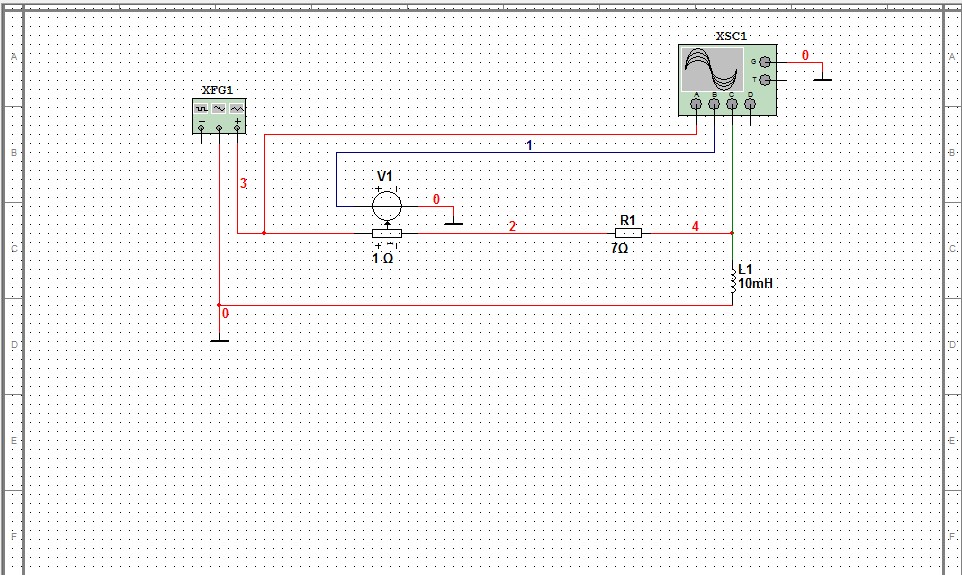 XSC1
0
G
T
A B C D
XFG1
− +
A
A
B
B
1
3
V1
+ −
0
2
R1
4
+ −
1 Ω
7Ω
C
C
L1
10mH
0
D
D
E
E
F
F